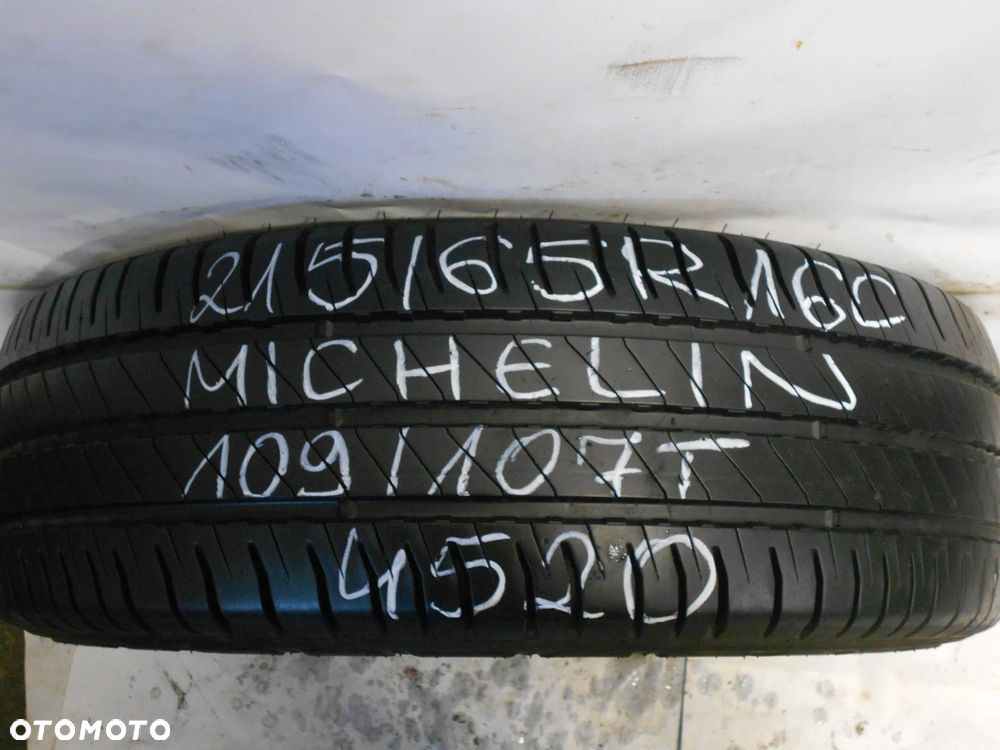 215/65R16C
MICHELIN
109/107T
4520
OTOMOTO